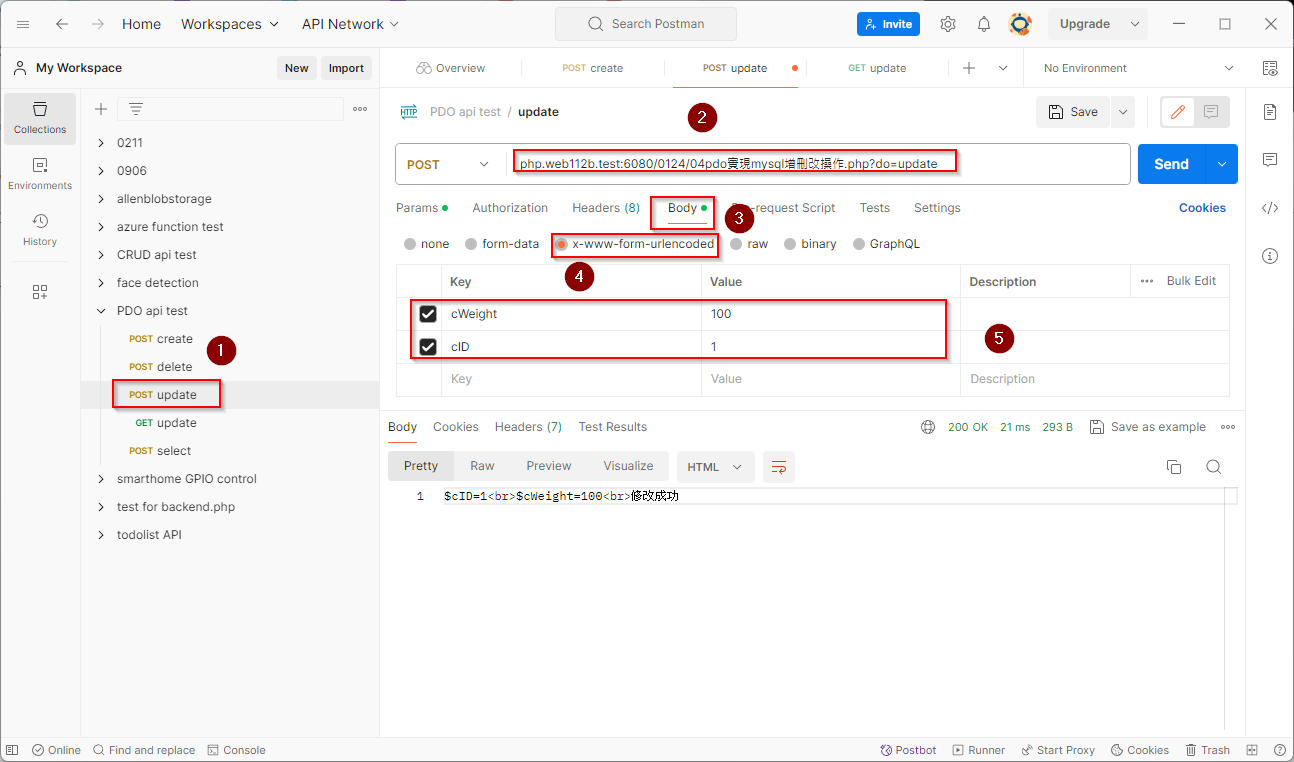 Home Workspaces API Network Search Postman Invite Upgrade
My Workspace New Import Overview POST create POST update GET update No Environment
Collections
Environments
History
0211
0906
allenblobstorage
azure function test
CRUD api test
face detection
PDO api test
POST create
POST delete
POST update
GET update
POST select
smarthome GPIO control
test for backend.php
todolist API
1
HTTP PDO api test / update Save
2
POST php.web112b.test:6080/0124/04pdo實現mysql增刪改操作.php?do=update Send
Params Authorization Headers (8) Body Pre-request Script Tests Settings Cookies
3
none form-data x-www-form-urlencoded raw binary GraphQL
4
Key Value Description Bulk Edit
cWeight 100
cID 1
5
Key Value Description
Body Cookies Headers (7) Test Results 200 OK 21 ms 293 B Save as example
Pretty Raw Preview Visualize HTML
1 $cID=1<br>$cWeight=100<br>修改成功
Online Find and replace Console Postbot Runner Start Proxy Cookies Trash